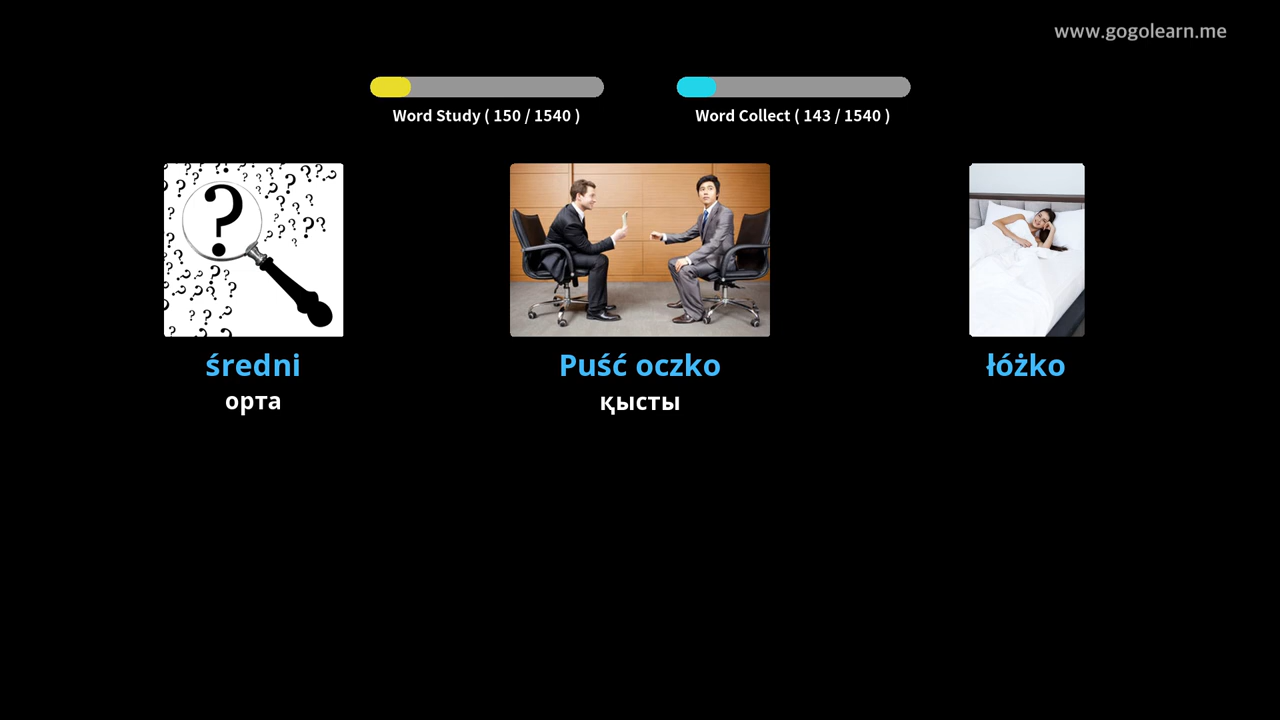 www.gogolearn.me
Word Study ( 150 / 1540 )
Word Collect ( 143 / 1540 )
średni
орта
Puść oczko
қысты
łóżko